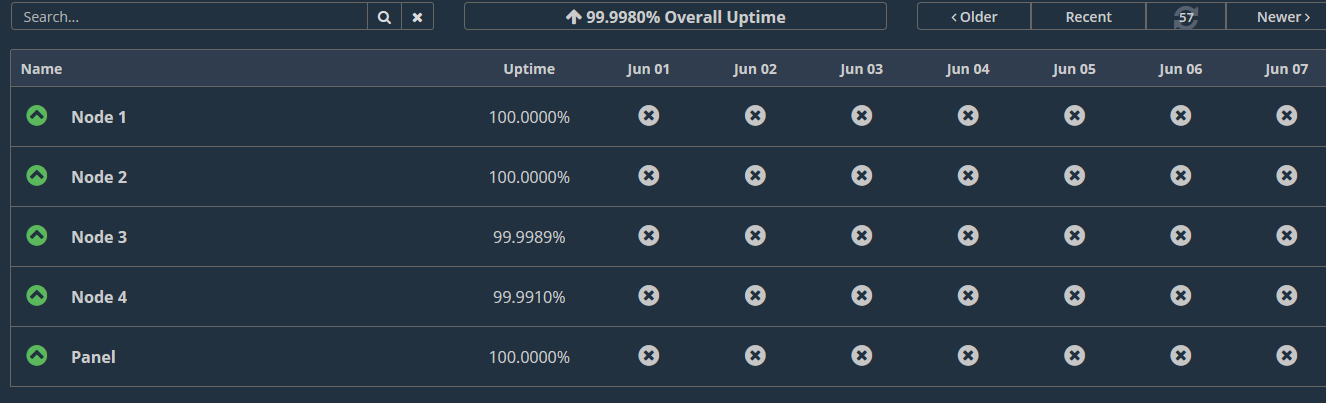 Search...
99.9980% Overall Uptime
Older
Recent
57
Newer
Name Uptime Jun 01 Jun 02 Jun 03 Jun 04 Jun 05 Jun 06 Jun 07
Node 1 100.0000%
Node 2 100.0000%
Node 3 99.9989%
Node 4 99.9910%
Panel 100.0000%